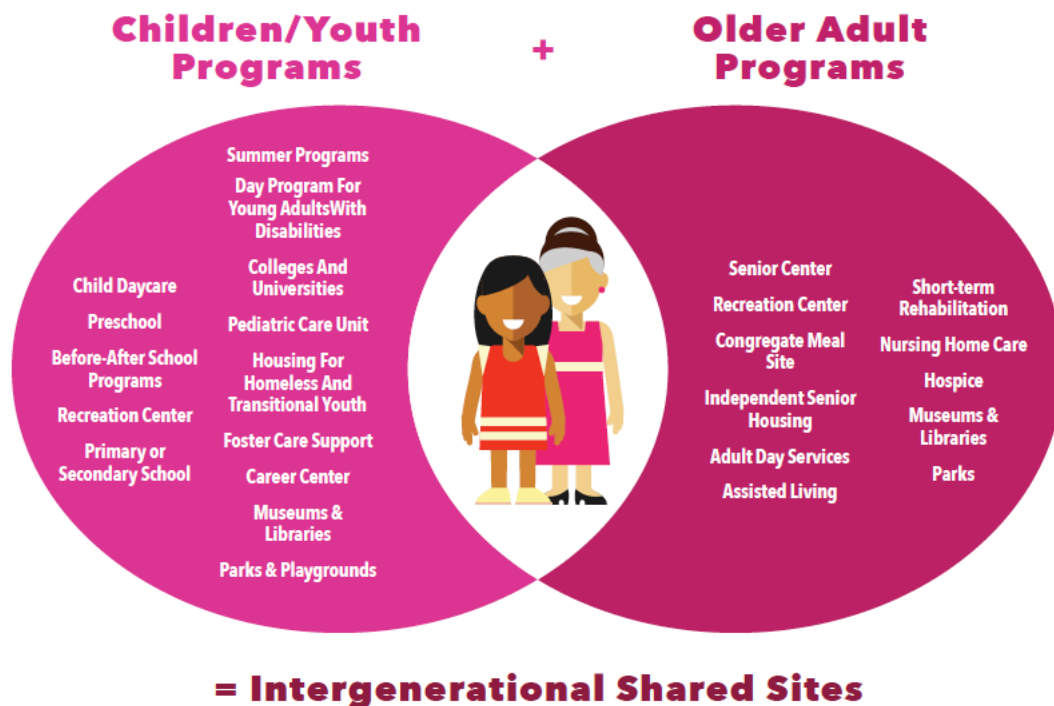 Children/Youth
Programs
+
Older Adult
Programs
Child Daycare
Preschool
Before-After School
Programs
Recreation Center
Primary or
Secondary School
Summer Programs
Day Program For
Young AdultsWith
Disabilities
Colleges And
Universities
Pediatric Care Unit
Housing For
Homeless And
Transitional Youth
Foster Care Support
Career Center
Museums &
Libraries
Parks & Playgrounds
Senior Center
Recreation Center
Congregate Meal
Site
Independent Senior
Housing
Adult Day Services
Assisted Living
Short-term
Rehabilitation
Nursing Home Care
Hospice
Museums &
Libraries
Parks
= Intergenerational Shared Sites